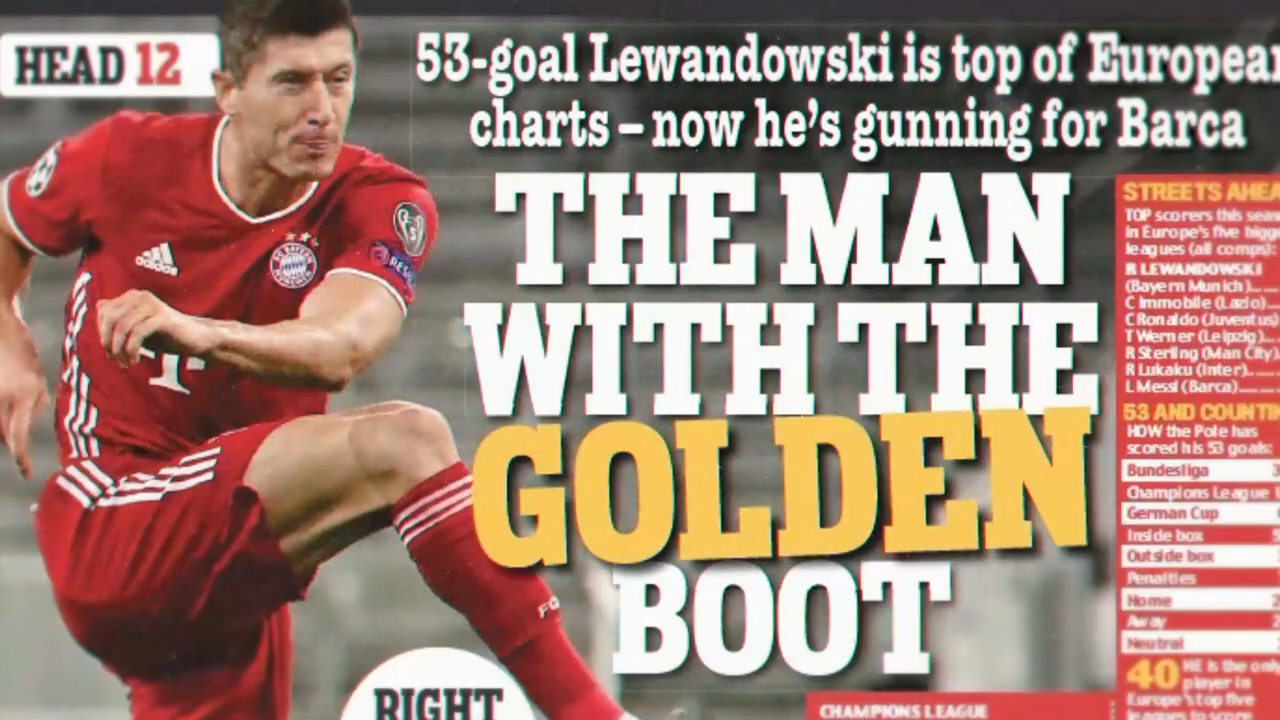 HEAD 12
53-goal Lewandowski is top of European
charts – now he's gunning for Barca
THE MAN
WITH THE
GOLDEN
BOOT
RIGHT
adidas
FC BAYERN
MÜNCHEN
T
STREETS AHEA
TOP scorers this seas
in Europe's five bigge
leagues (all comps):
R LEWANDOWSKI
(Bayern Munich)
C Immobile (Lazio)
C Ronaldo (Juventus)
T Werner (Leipzig)
R Sterling (Man City)
R Lukaku (Inter)
L Messi (Barca)
53 AND COUNTIN
HOW the Pole has
scored his 53 goals:
Bundesliga
Champions League
German Cup
Inside box
Outside box
Penalties
Home
Away
Neutral
40 HE is the only
player in
Europe's top five
CHAMPIONS LEAGUE